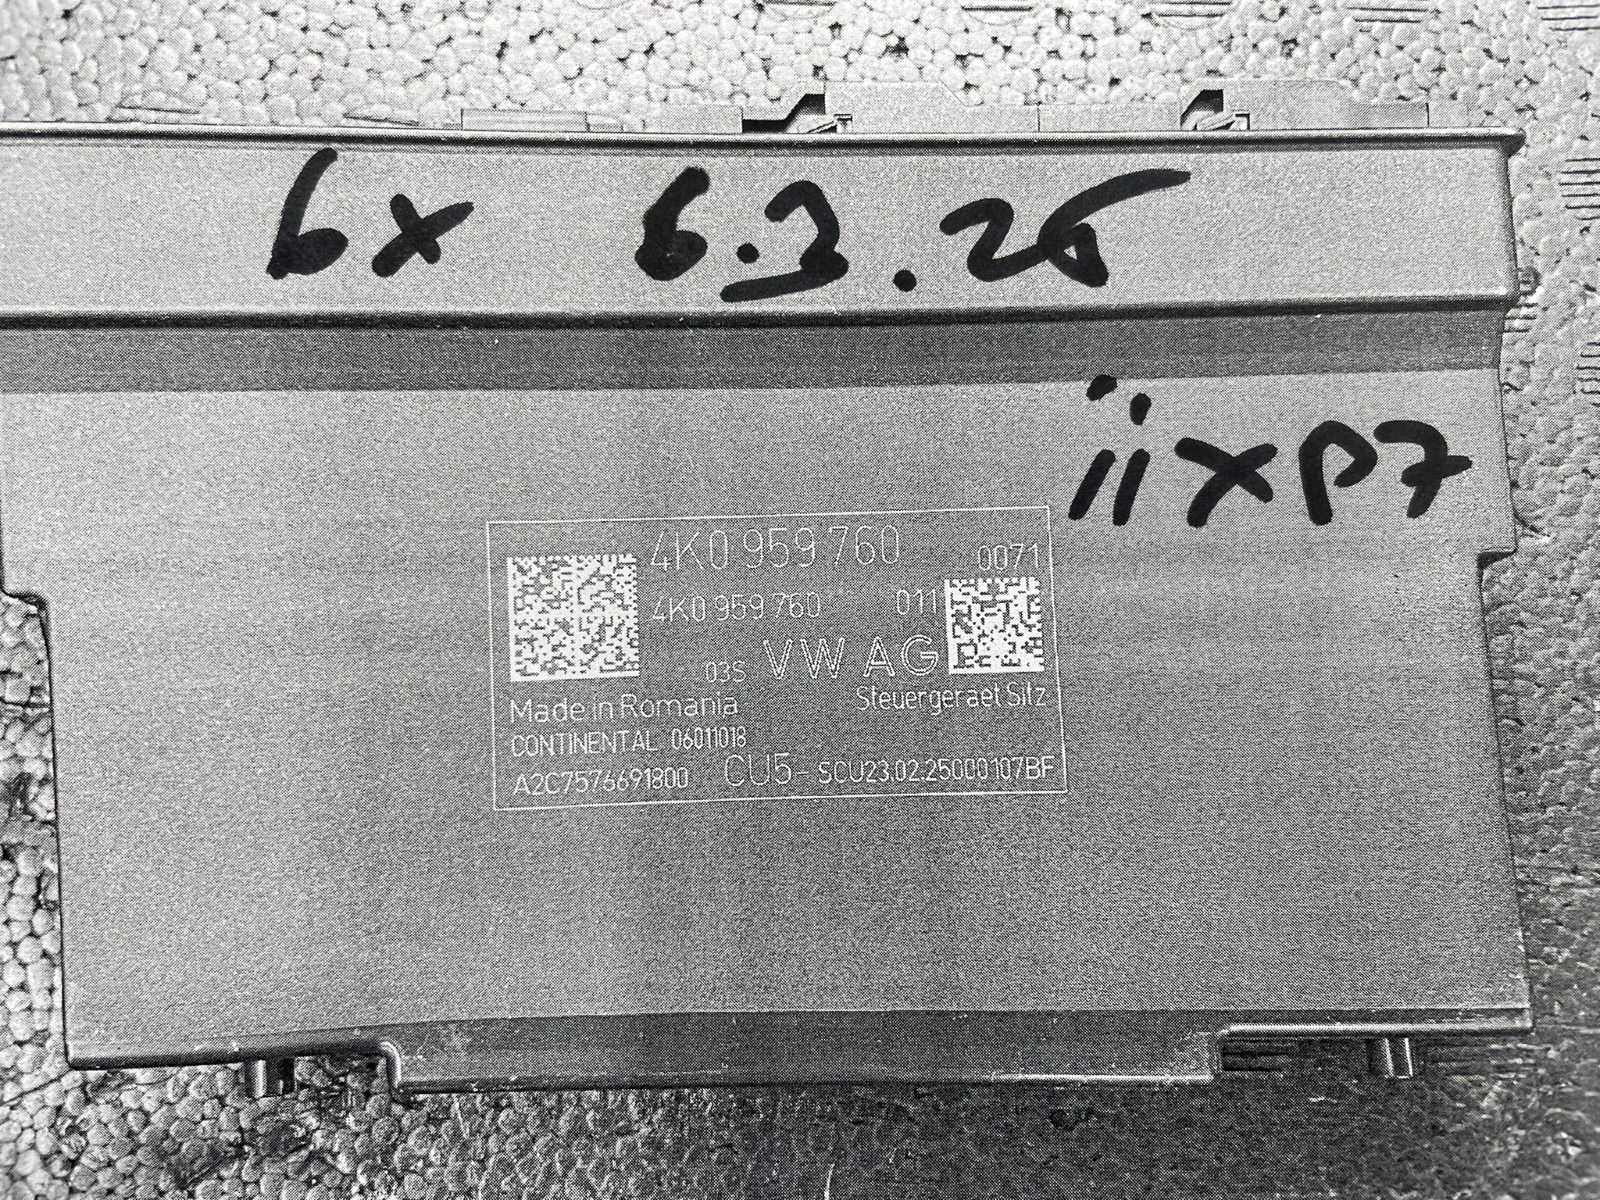 6x 6.3.26
iixP7
4K0 959 760 0071
4K0 959 760 011
03S VW AG
Made in Romania Steuergeraet Sitz
CONTINENTAL 06011018
A2C7576691800 CU5-SCU23.02.25000107BF